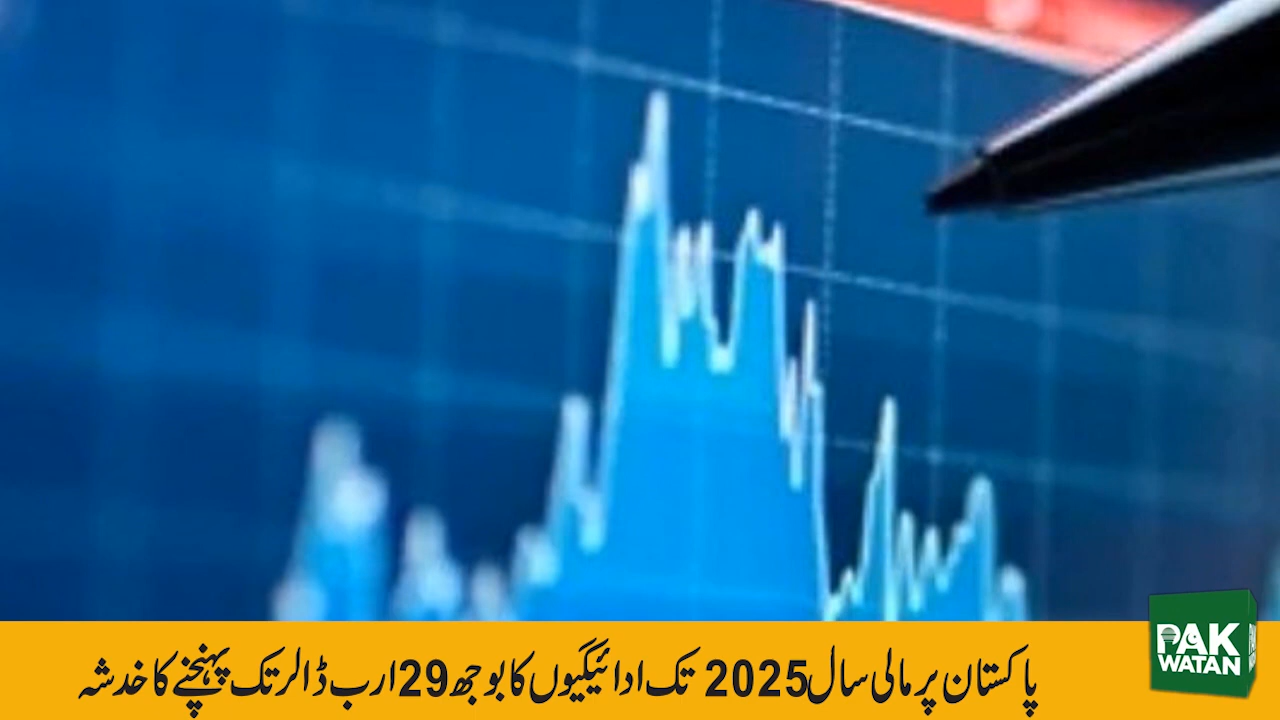 پاکستان پر مالی سال 2025 تک ادائیگیوں کا بوجھ 29 ارب ڈالر تک پہنچنے کا خدشہ
PAK
WATAN